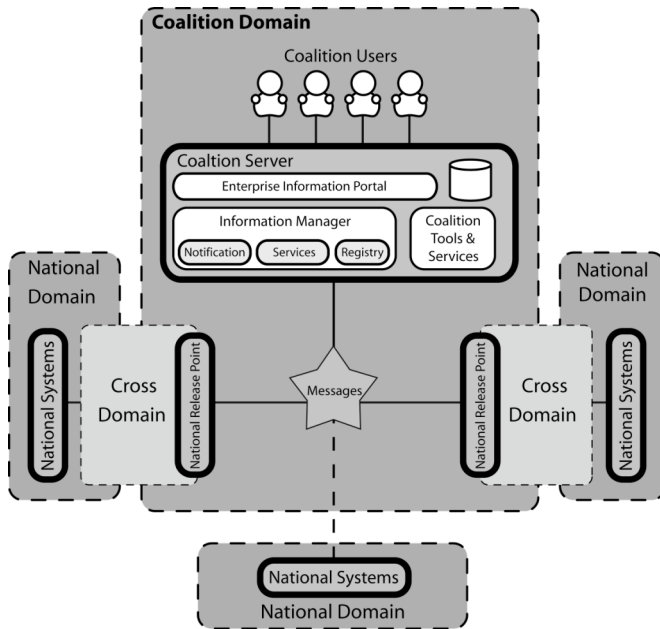 Coalition Domain
Coalition Users
Coaltion Server
Enterprise Information Portal
Information Manager
Notification
Services
Registry
Coalition
Tools &
Services
National
Domain
National Systems
Cross
Domain
National Release Point
Messages
National Release Point
Cross
Domain
National
Domain
National Systems
National Systems
National Domain